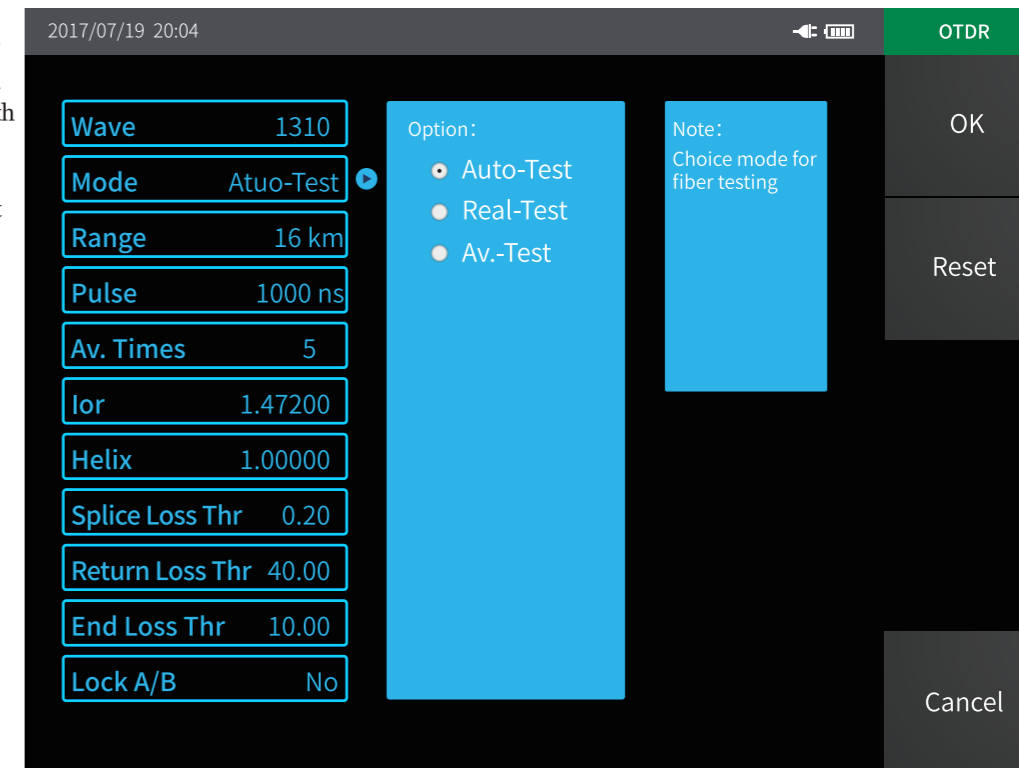 2017/07/19 20:04
OTDR
th
Wave 1310
Mode Atuo-Test
Range 16 km
Pulse 1000 ns
Av. Times 5
Ior 1.47200
Helix 1.00000
Splice Loss Thr 0.20
Return Loss Thr 40.00
End Loss Thr 10.00
Lock A/B No
Option:
Auto-Test
Real-Test
Av.-Test
Note:
Choice mode for
fiber testing
OK
Reset
Cancel